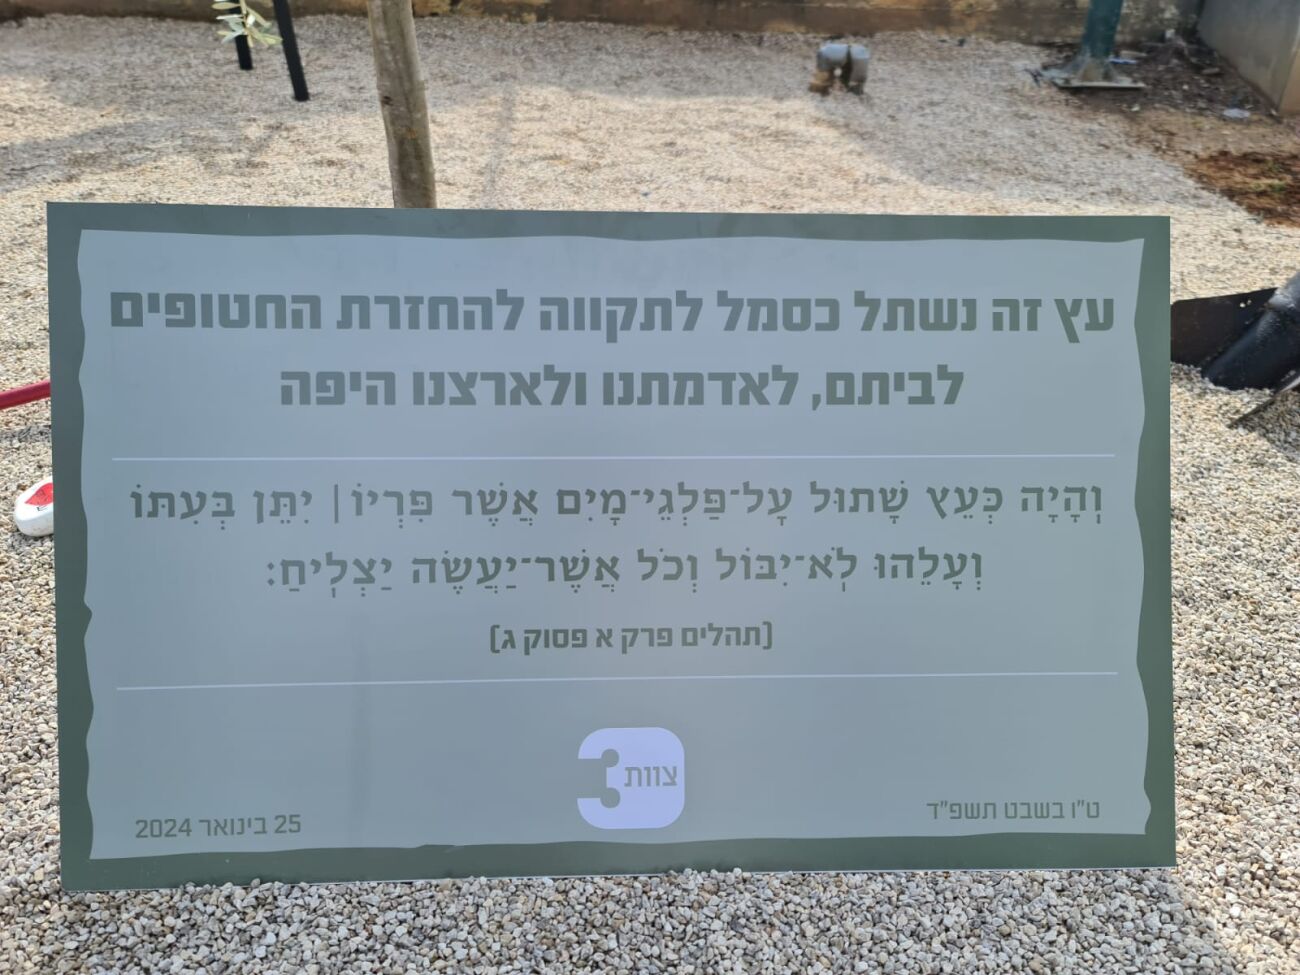 עץ זה נשתל כסמל לתקווה להחזרת החטופים
לביתם, לאדמתנו ולארצנו היפה
וְֽהָיָה כְּעֵץ שָׁתוּל עַל־פַּלְגֵי־מָיִם אֲשֶׁר פִּרְיוֹ| יִתֵּן בְּעִתּוֹ
וְעָלֵהוּ לֹֽא־יִבּוֹל וְכֹל אֲשֶׁר־יַעֲשֶׂה יַצְלִֽיחַ:
(תהלים פרק א פסוק ג)
צוות 3
ט"ו בשבט תשפ"ד
25 בינואר 2024